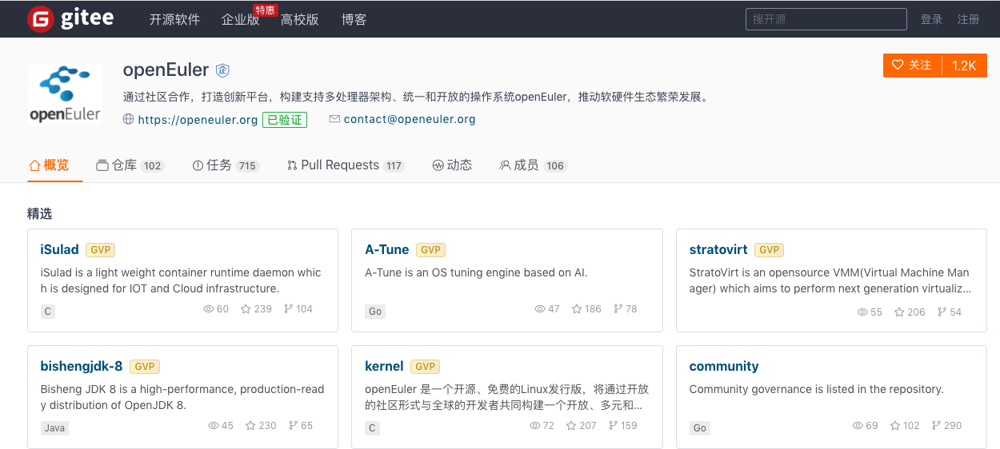 gitee 开源软件 企业版 特惠 高校版 博客 搜开源 登录 注册
openEuler 企 关注 1.2K
通过社区合作，打造创新平台，构建支持多处理器架构、统一和开放的操作系统openEuler，推动软硬件生态繁荣发展。
openEuler
https://openeuler.org 已验证 contact@openeuler.org
概览 仓库 102 任务 715 Pull Requests 117 动态 成员 106
精选
iSulad GVP
iSulad is a light weight container runtime daemon whic
h is designed for IOT and Cloud infrastructure.
C 60 239 104
A-Tune GVP
A-Tune is an OS tuning engine based on AI.
Go 47 186 78
stratovirt GVP
StratoVirt is an opensource VMM(Virtual Machine Man
ager) which aims to perform next generation virtualiz...
55 206 54
bishengjdk-8 GVP
Bisheng JDK 8 is a high-performance, production-read
y distribution of OpenJDK 8.
Java 45 230 65
kernel GVP
openEuler 是一个开源、免费的Linux发行版，将通过开放
的社区形式与全球的开发者共同构建一个开放、多元和...
C 72 207 159
community
Community governance is listed in the repository.
Go 69 102 290